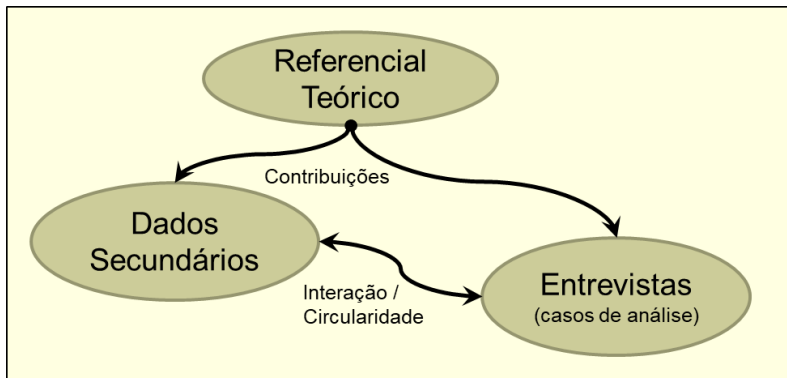 Referencial
Teórico
Contribuições
Dados
Secundários
Interação /
Circularidade
Entrevistas
(casos de análise)